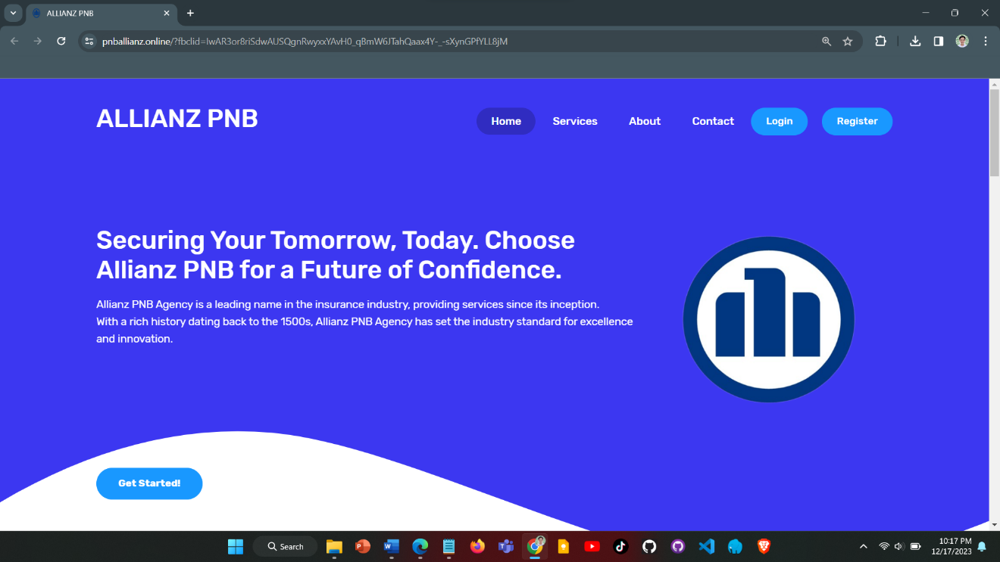 ALLIANZ PNB
pnballianz.online/?fbclid=IwAR3or8riSdwAUSQgnRwyxxYAvH0_qBmW6JTahQaax4Y-_-sXynGPfYLL8jM
ALLIANZ PNB
Home
Services
About
Contact
Login
Register
Securing Your Tomorrow, Today. Choose
Allianz PNB for a Future of Confidence.
Allianz PNB Agency is a leading name in the insurance industry, providing services since its inception.
With a rich history dating back to the 1500s, Allianz PNB Agency has set the industry standard for excellence
and innovation.
Get Started!
Search
10:17 PM
12/17/2023